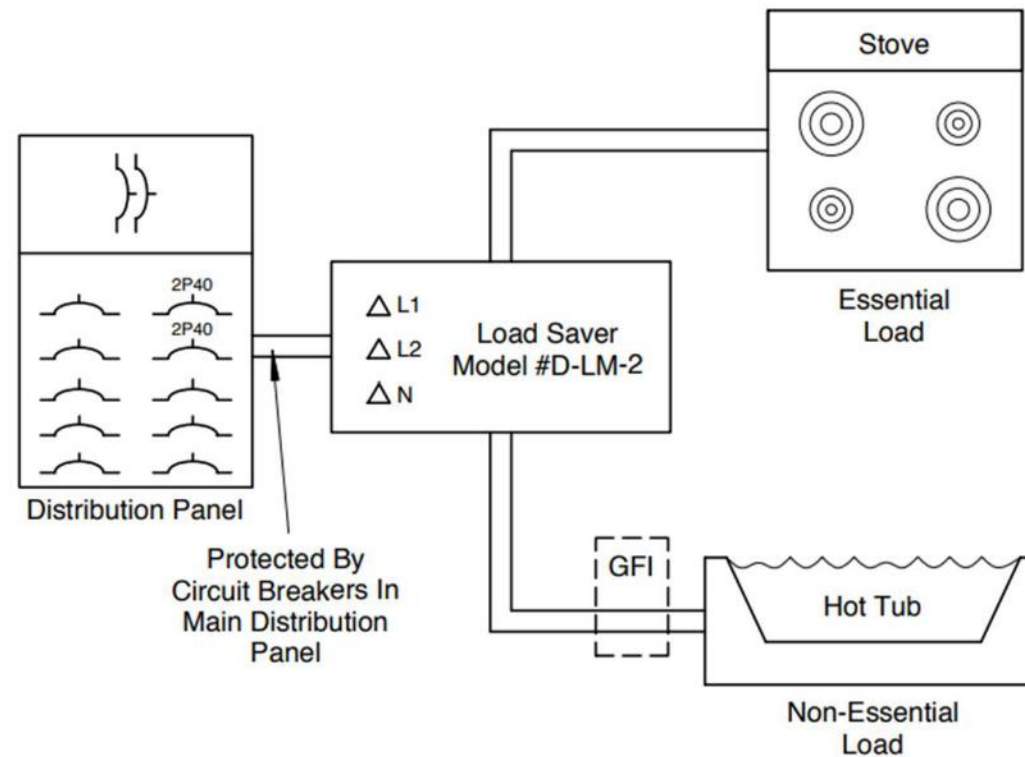 Stove
2P40
2P40
L1
L2
N
Load Saver
Model #D-LM-2
Essential
Load
Distribution Panel
Protected By
Circuit Breakers In
Main Distribution
Panel
GFI
Hot Tub
Non-Essential
Load